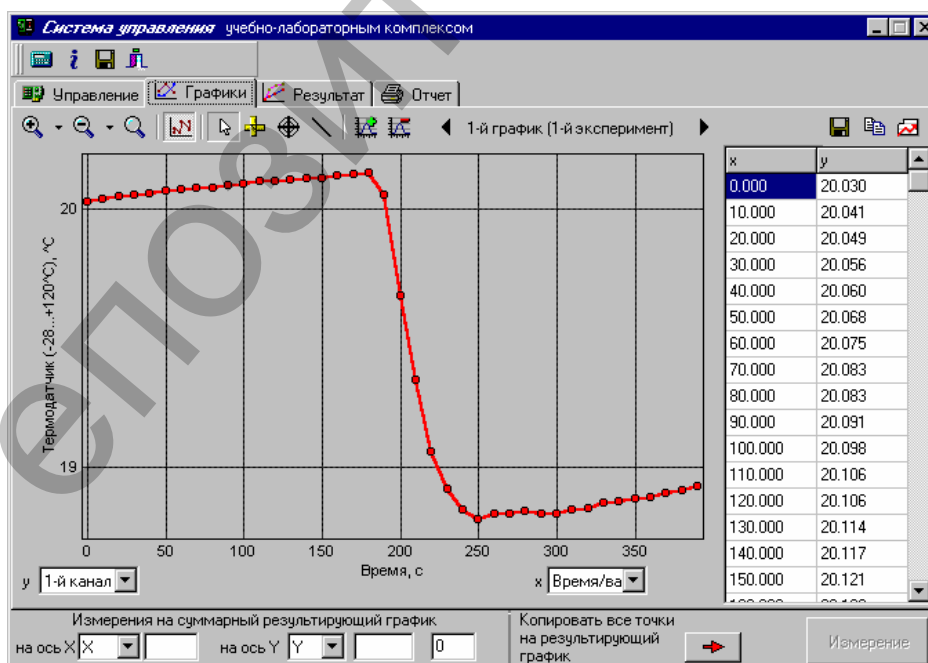 Система управления учебно-лабораторным комплексом
Управление Графики Результат Отчет
1-й график (1-й эксперимент)
x y
0.000 20.030
10.000 20.041
20.000 20.049
30.000 20.056
40.000 20.060
50.000 20.068
60.000 20.075
70.000 20.083
80.000 20.083
90.000 20.091
100.000 20.098
110.000 20.106
120.000 20.106
130.000 20.114
140.000 20.117
150.000 20.121
Термодатчик (-28...+120^C), ^C
20
19
0 50 100 150 200 250 300 350
Время, с
y 1-й канал
x Время/ва
Измерения на суммарный результирующий график
на ось X X на ось Y Y 0
Копировать все точки
на результирующий
график
Измерение
епозит